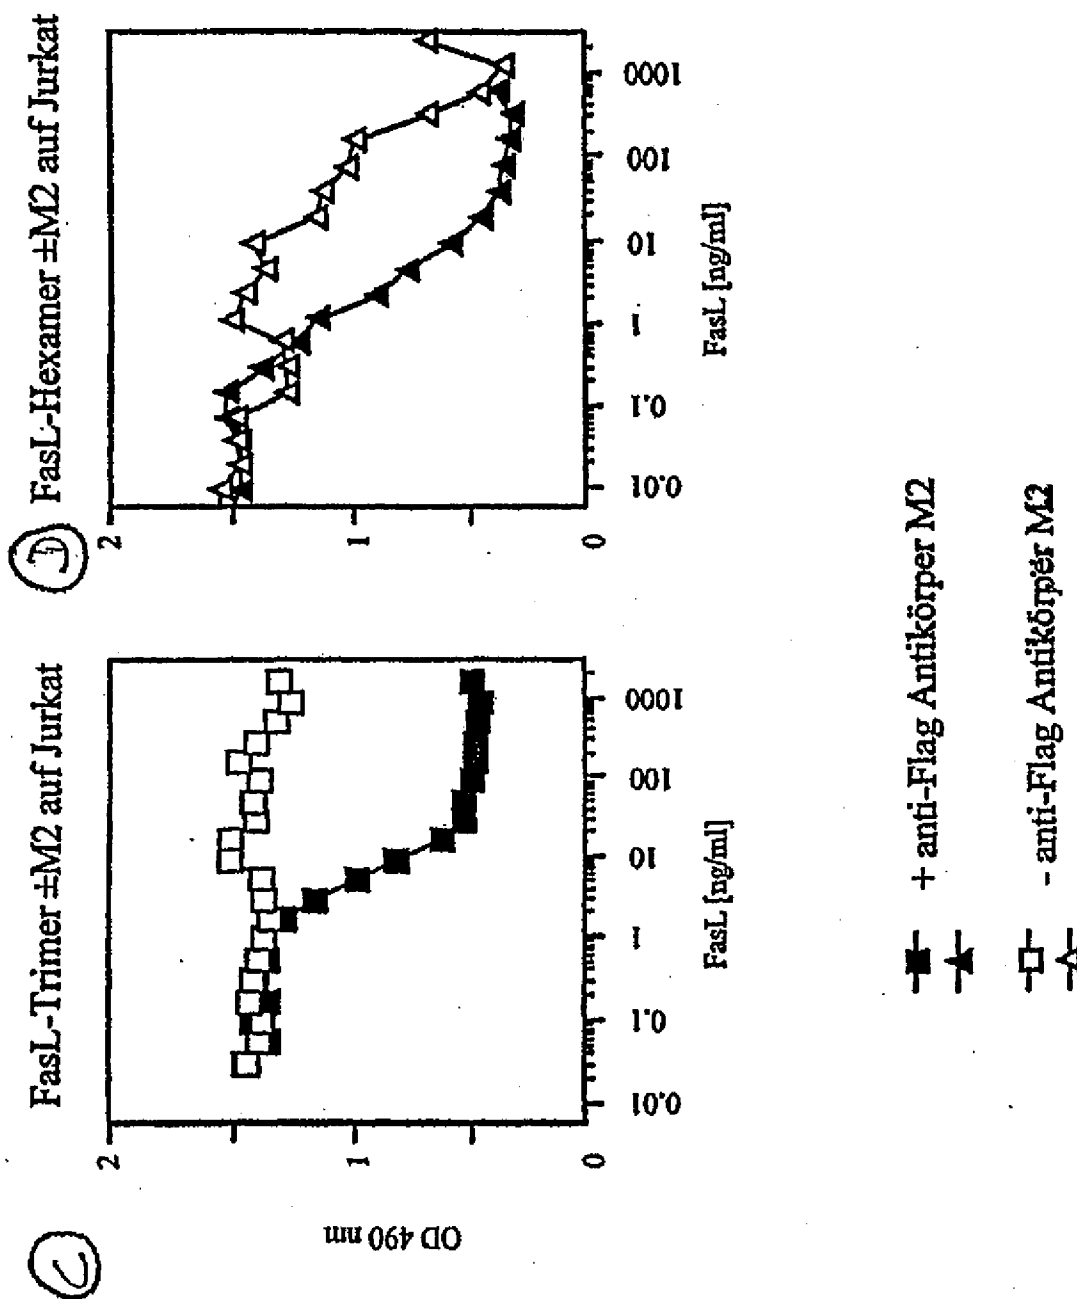 C
FasL-Trimer ±M2 auf Jurkat
OD 490 nm
2
1
0
0.01
0.1
1
10
100
1000
FasL [ng/ml]
D
FasL-Hexamer ±M2 auf Jurkat
2
1
0
0.01
0.1
1
10
100
1000
FasL [ng/ml]
+ anti-Flag Antikörper M2
- anti-Flag Antikörper M2